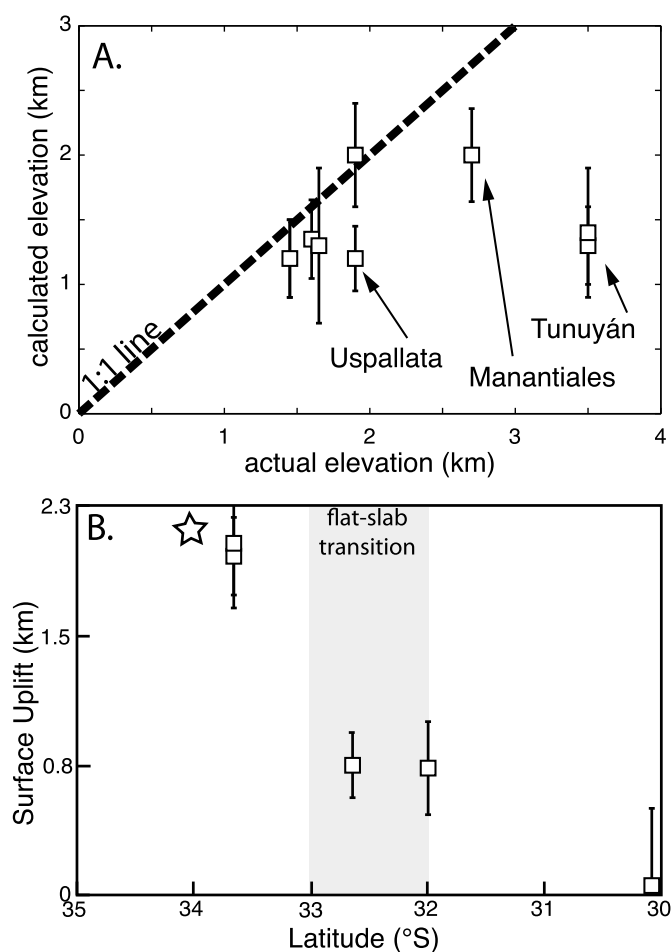 A.
3
2
1
0
calculated elevation (km)
1:1 line
Uspallata
Manantiales
Tunuyán
0 1 2 3 4
actual elevation (km)
B.
flat-slab
transition
2.3
1.5
0.8
0
Surface Uplift (km)
35 34 33 32 30 30
Latitude (°S)